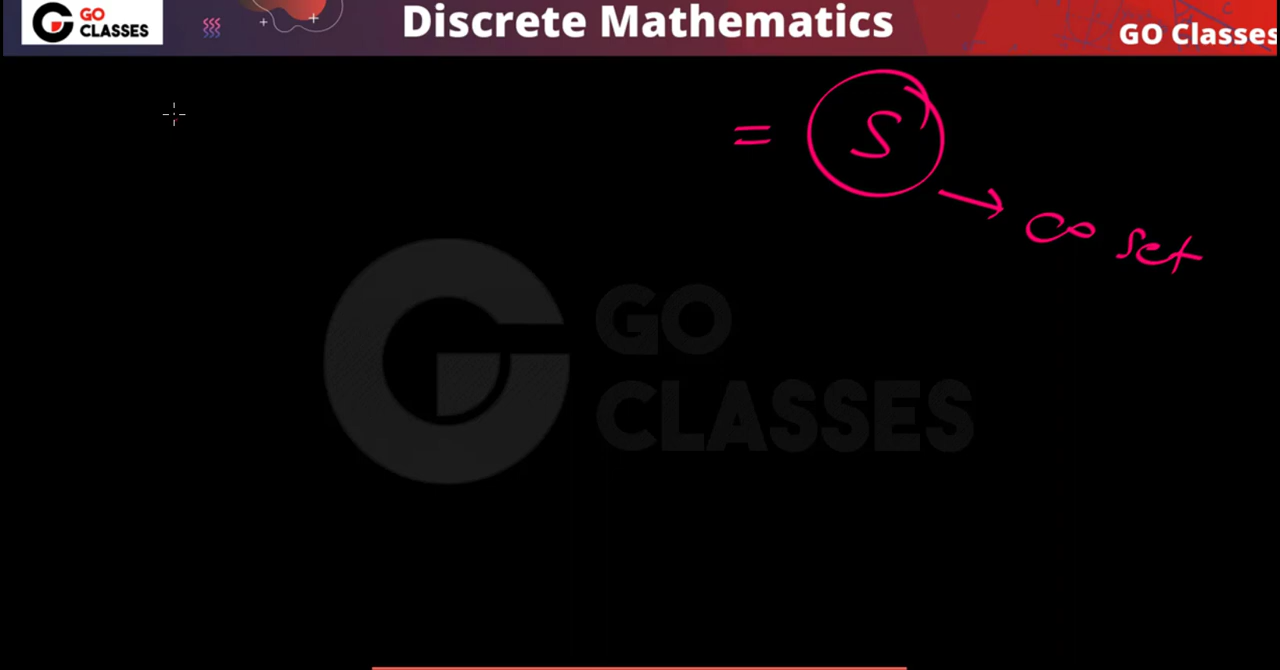 GO
CLASSES
Discrete Mathematics
GO Classes
= S
→ ∞ set
GO
CLASSES